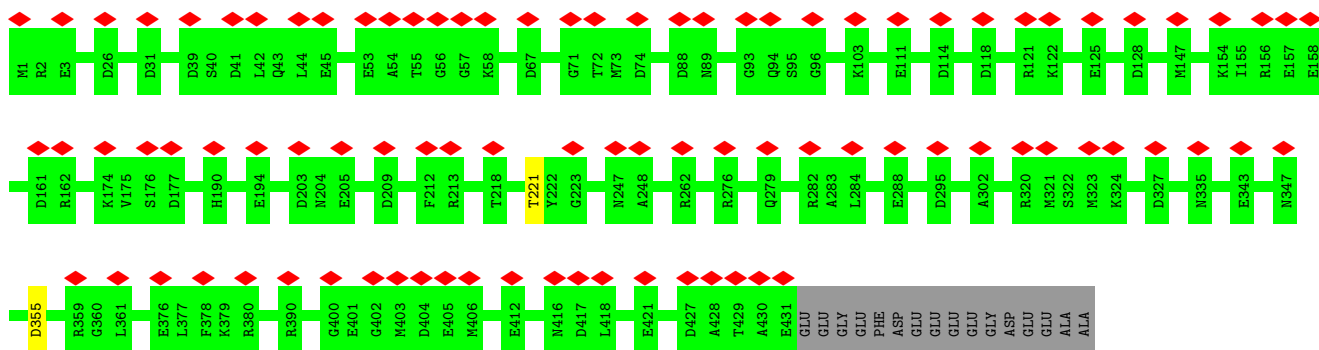 M1 R2 E3 D26 D31 D39 S40 D41 L42 Q43 L44 E45 E53 A54 T55 G56 G57 K58 D67 G71 T72 M73 D74 D88 N89 G93 Q94 S95 G96 K103 E111 D114 D118 R121 K122 E125 D128 M147 K154 I155 R156 E157 E158
D161 R162 K174 V175 S176 D177 H190 E194 D203 N204 E205 D209 F212 R213 T218 T221 Y222 G223 N247 A248 R262 R276 Q279 R282 A283 L284 E288 D295 A302 R320 M321 S322 M323 K324 D327 N335 E343 N347
D355 R359 G360 L361 E376 L377 F378 K379 R380 R390 G400 E401 G402 M403 D404 E405 M406 E412 N416 D417 L418 E421 D427 A428 T429 A430 E431 GLU GLU GLY GLU PHE ASP GLU GLU GLU GLU GLU GLY ASP GLU GLU ALA ALA